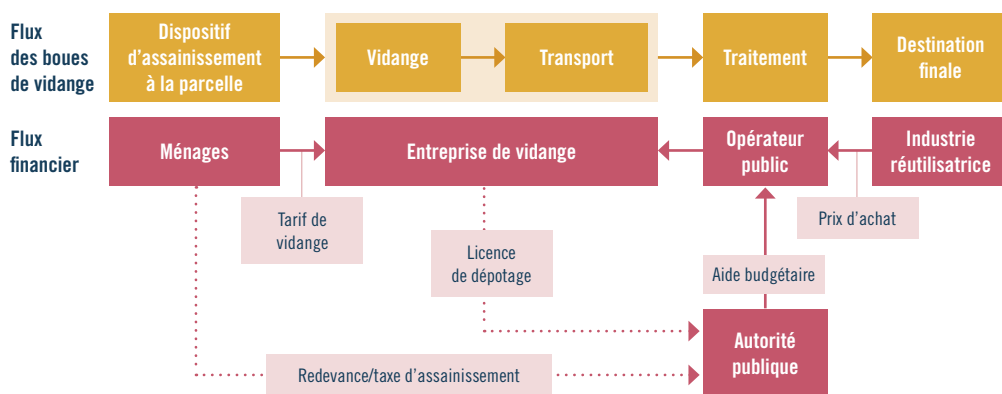 Flux
des boues
de vidange
Dispositif
d'assainissement
à la parcelle
Vidange
Transport
Traitement
Destination
finale
Flux
financier
Ménages
Entreprise de vidange
Opérateur
public
Industrie
réutilisatrice
Tarif de
vidange
Prix d'achat
Licence
de dépotage
Aide budgétaire
Autorité
publique
Redevance/taxe d'assainissement